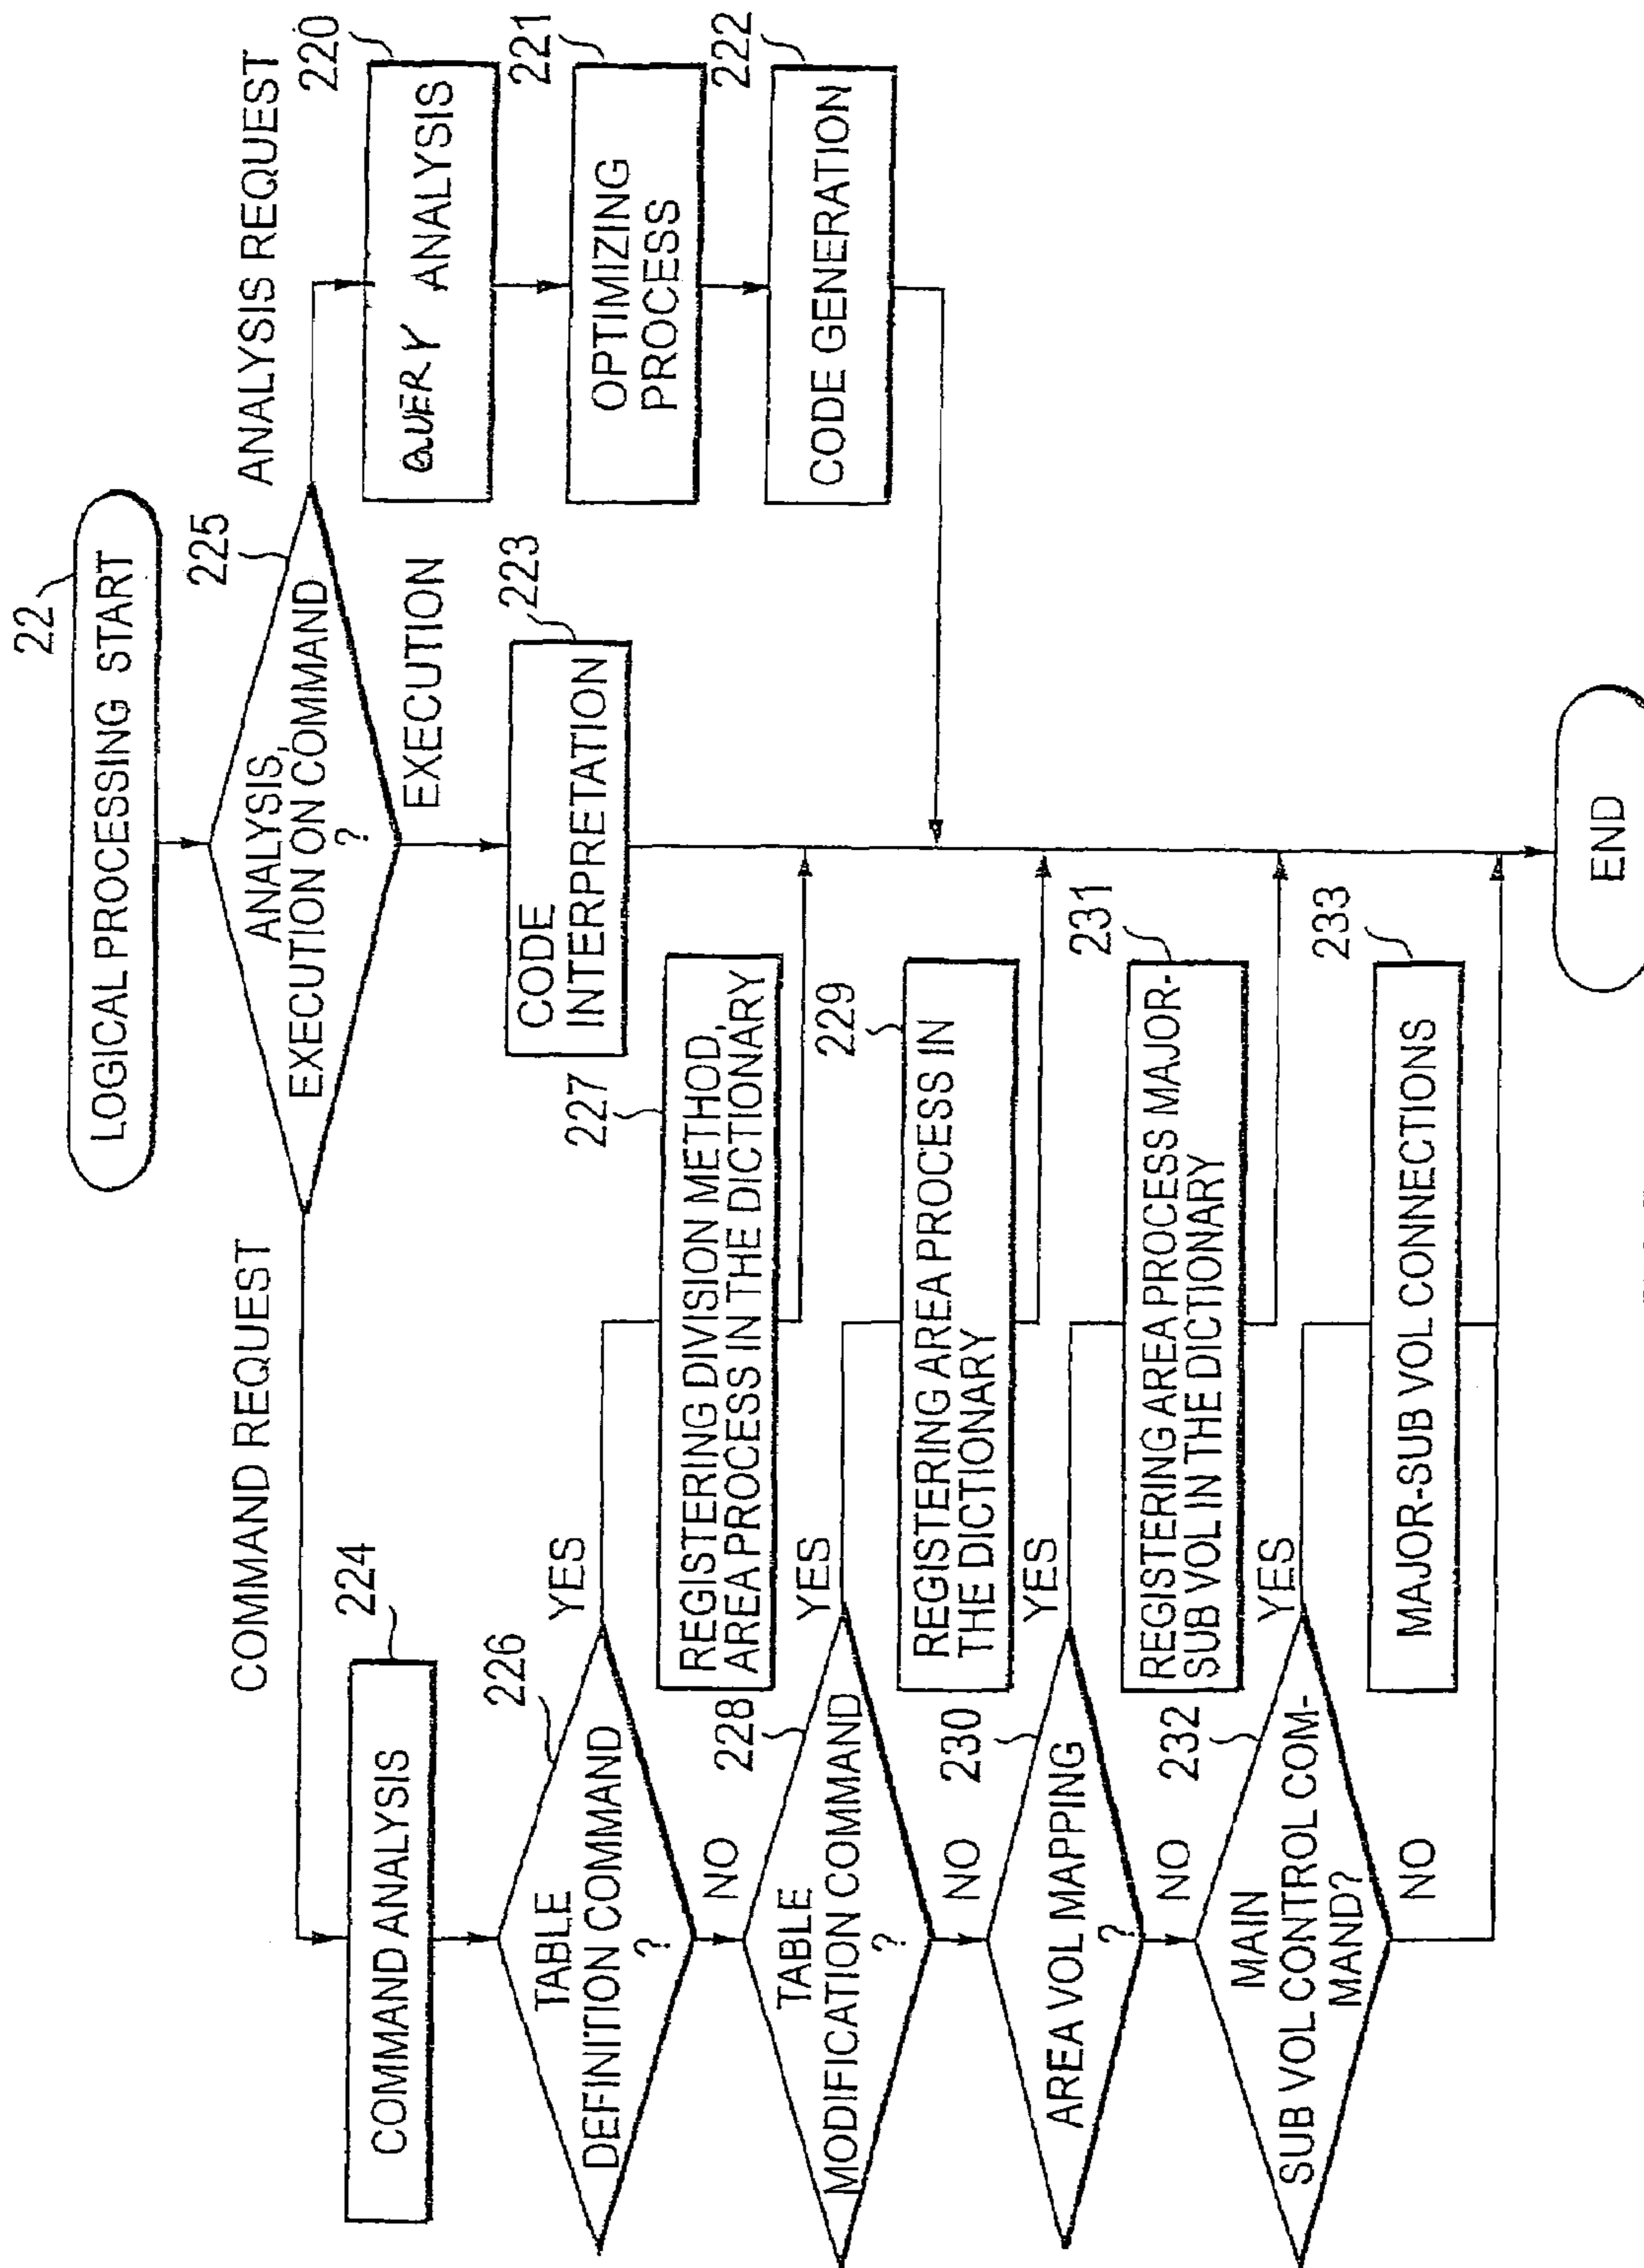 22
LOGICAL PROCESSING START
225
ANALYSIS,
EXECUTION ON COMMAND
?
COMMAND REQUEST
EXECUTION
ANALYSIS REQUEST
220
QUERY ANALYSIS
221
OPTIMIZING
PROCESS
222
CODE GENERATION
223
CODE
INTERPRETATION
224
COMMAND ANALYSIS
226
TABLE
DEFINITION COMMAND
?
YES
NO
227
REGISTERING DIVISION METHOD,
AREA PROCESS IN THE DICTIONARY
228
TABLE
MODIFICATION COMMAND
?
YES
NO
229
REGISTERING AREA PROCESS IN
THE DICTIONARY
230
AREA VOL MAPPING
?
YES
NO
231
REGISTERING AREA PROCESS MAJOR-
SUB VOL IN THE DICTIONARY
232
MAIN
SUB VOL CONTROL COM-
MAND?
YES
NO
233
MAJOR-SUB VOL CONNECTIONS
END